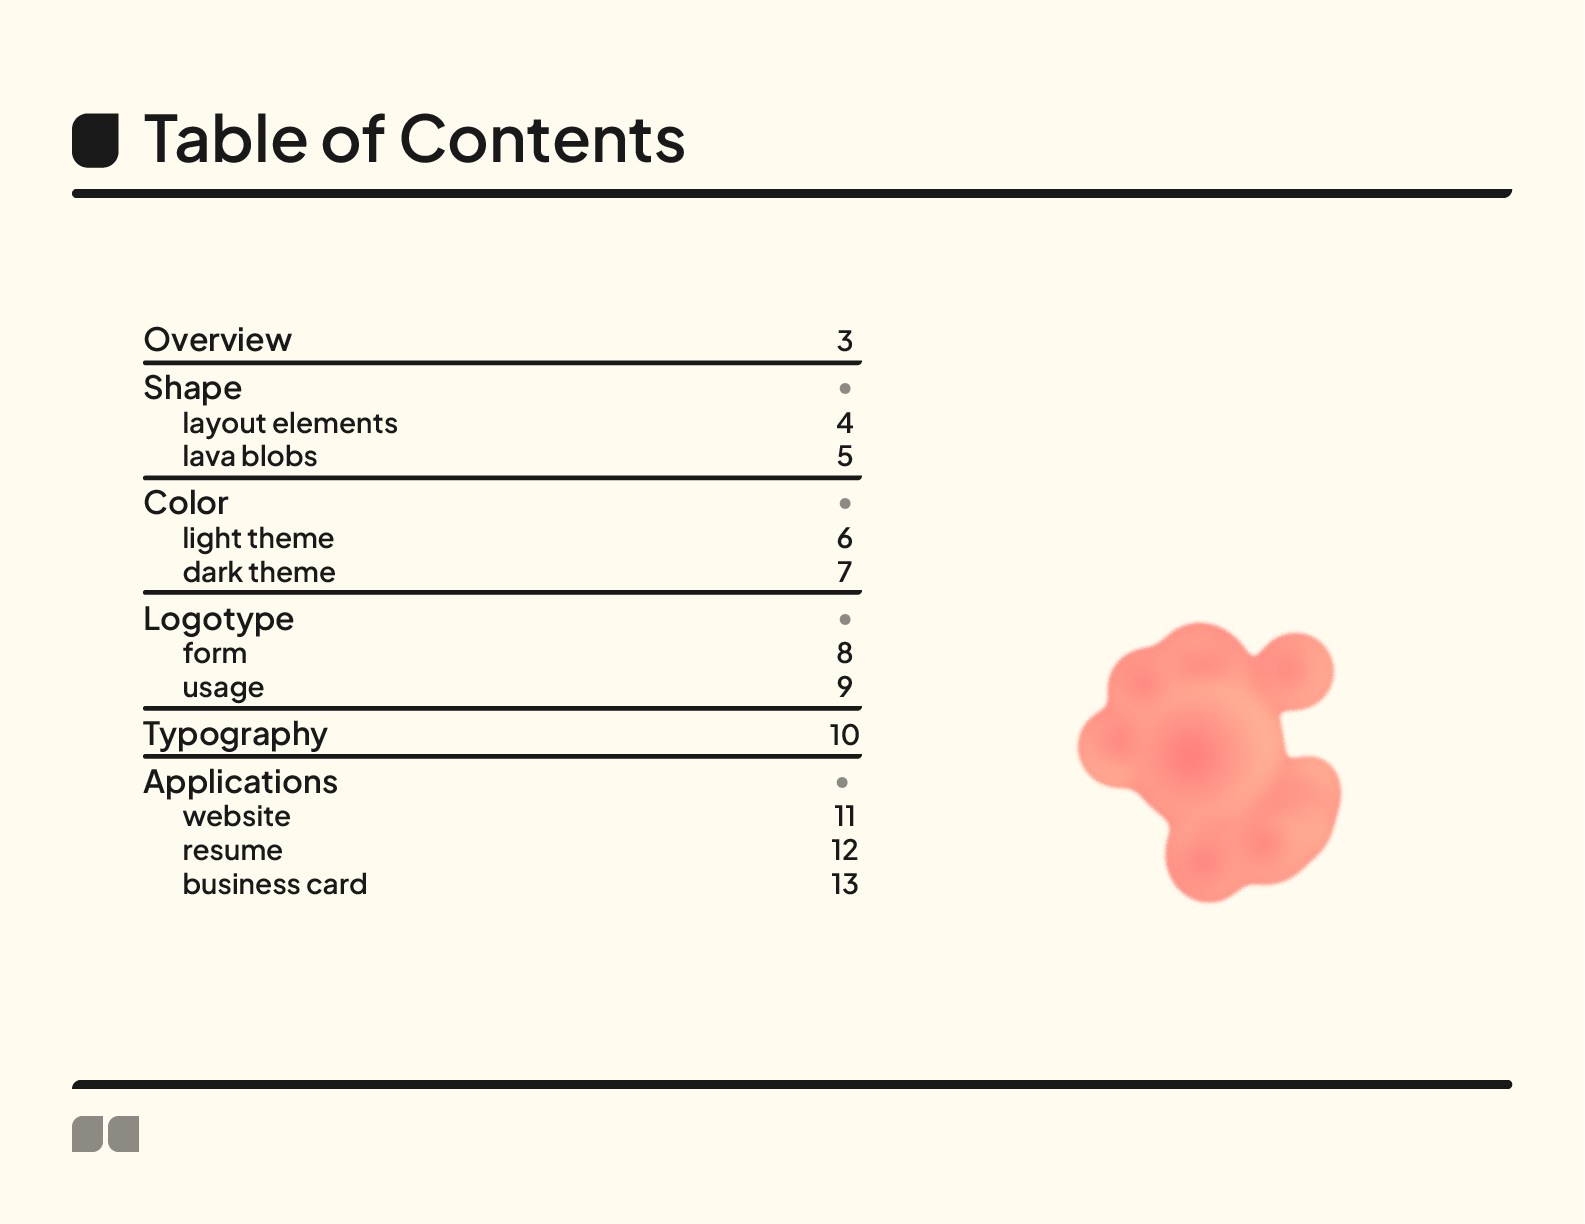 Table of Contents
Overview 3
Shape •
layout elements 4
lava blobs 5
Color •
light theme 6
dark theme 7
Logotype •
form 8
usage 9
Typography 10
Applications •
website 11
resume 12
business card 13